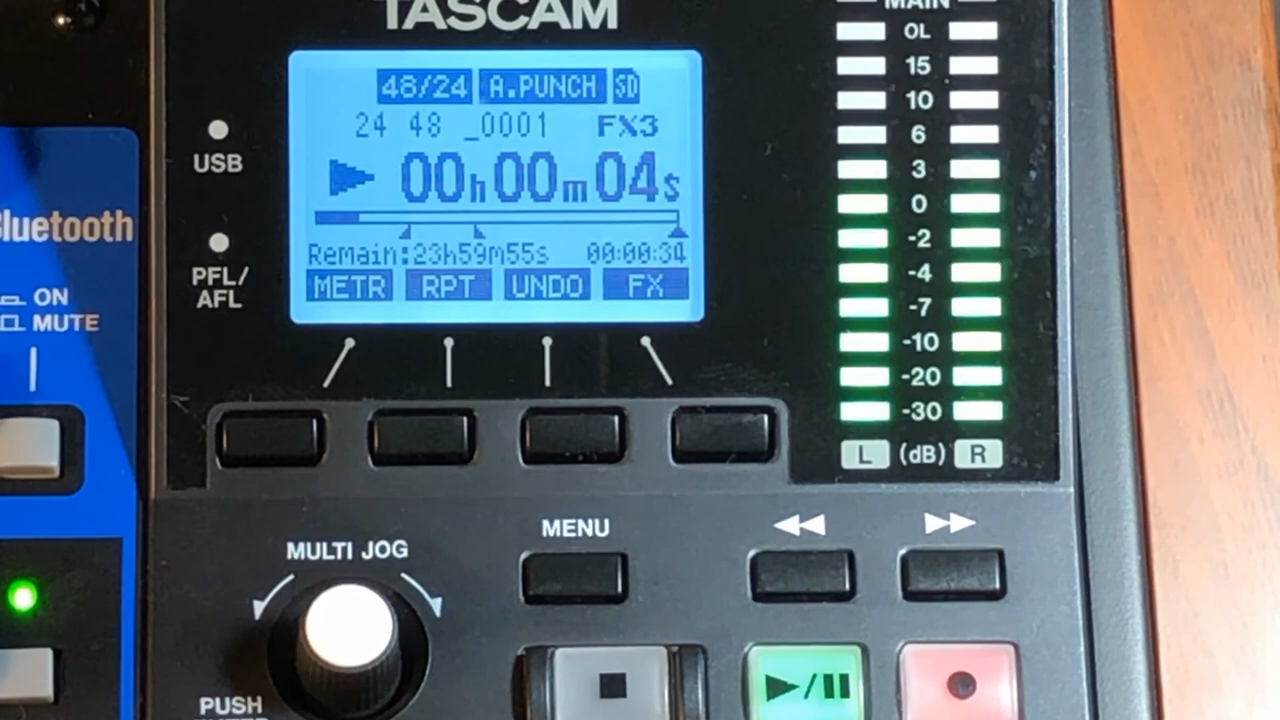 TASCAM
48/24 A.PUNCH SD
24 48 _0001 FX3
00h00m04s
Remain:23h59m55s 00:00:34
METR RPT UNDO FX
USB
PFL/
AFL
Bluetooth
ON
MUTE
MAIN
OL
15
10
6
3
0
-2
-4
-7
-10
-20
-30
L (dB) R
MENU
MULTI JOG
PUSH
ENTER